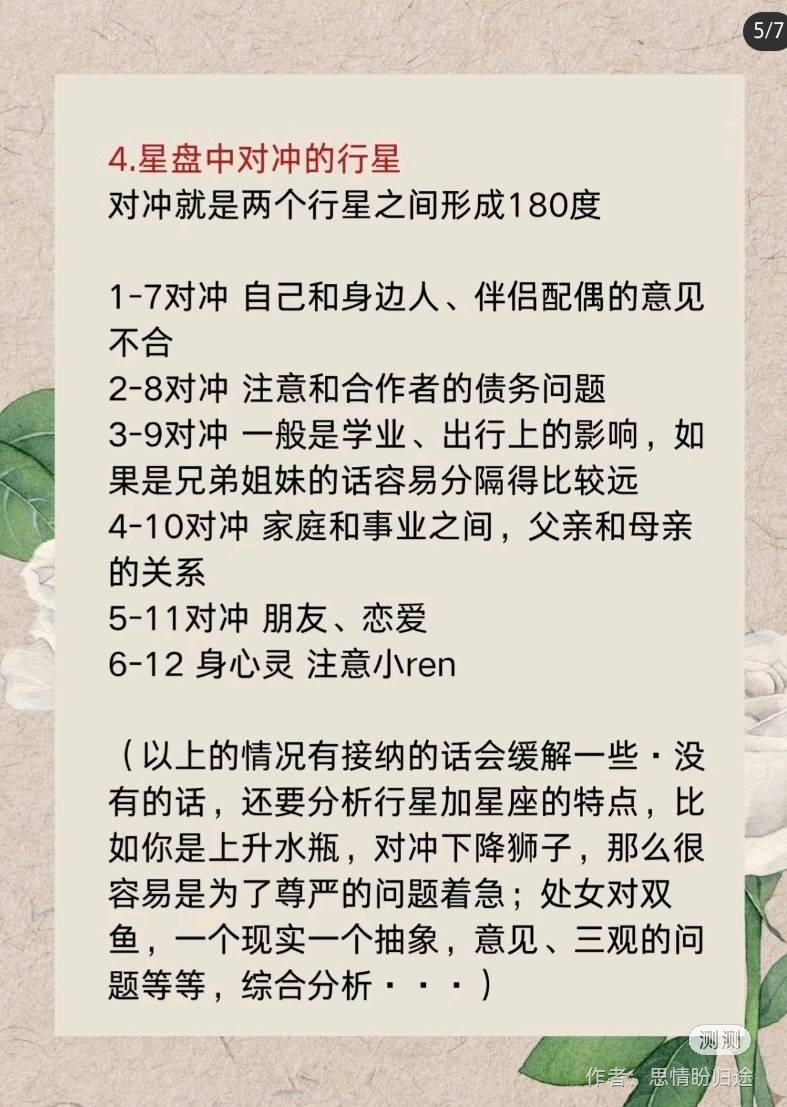 5/7
4.星盘中对冲的行星
对冲就是两个行星之间形成180度
1-7对冲 自己和身边人、伴侣配偶的意见
不合
2-8对冲 注意和合作者的债务问题
3-9对冲 一般是学业、出行上的影响，如
果是兄弟姐妹的话容易分隔得比较远
4-10对冲 家庭和事业之间，父亲和母亲
的关系
5-11对冲 朋友、恋爱
6-12 身心灵 注意小ren
（以上的情况有接纳的话会缓解一些·没
有的话，还要分析行星加星座的特点，比
如你是上升水瓶，对冲下降狮子，那么很
容易是为了尊严的问题着急；处女对双
鱼，一个现实一个抽象，意见、三观的问
题等等，综合分析···）
测测
作者：思情盼归途